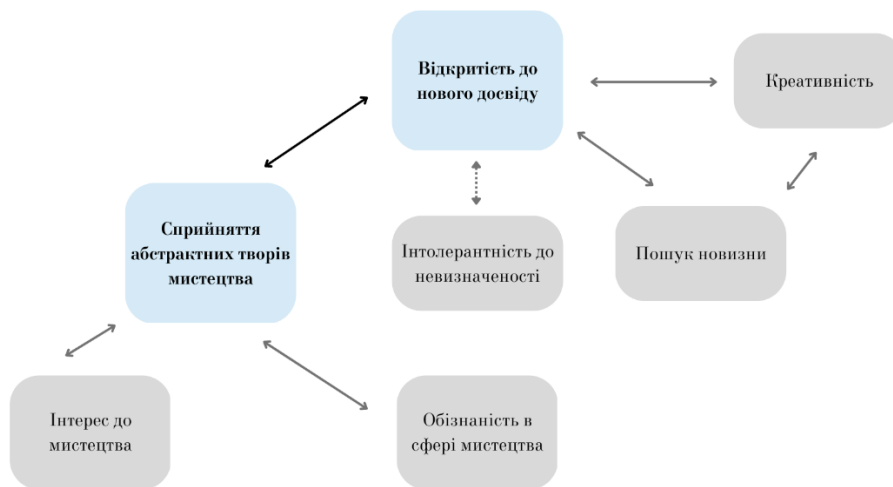 Відкритість до
нового досвіду
Креативність
Сприйняття
абстрактних творів
мистецтва
Інтолерантність до
невизначеності
Пошук новизни
Інтерес до
мистецтва
Обізнаність в
сфері мистецтва